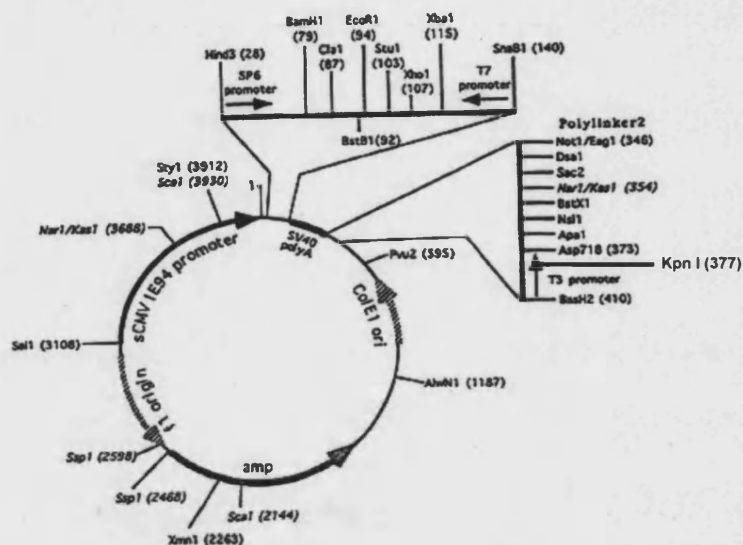 BamH1
(79)
EcoR1
(94)
Xba1
(115)
Hind3 (28)
Cla1
(87)
Stu1
(103)
Xho1
(107)
SnaB1 (140)
SP6
promoter
T7
promoter
BstB1(92)
Polylinker2
Not1/Eag1 (346)
Dsa1
Sac2
Nar1/Kas1 (354)
BstX1
Nsl1
Apa1
Asp718 (373)
Kpn I (377)
T3 promoter
BssH2 (410)
Sty1 (3912)
Sca1 (3930)
1
Nar1/Kas1 (3688)
sCMV IE94 promoter
SV40
polyA
Pvu2 (595)
ColE1 ori
Sal1 (3108)
AlwN1 (1187)
f1 origin
Ssp1 (2598)
Ssp1 (2468)
amp
Sca1 (2144)
Xmn1 (2263)